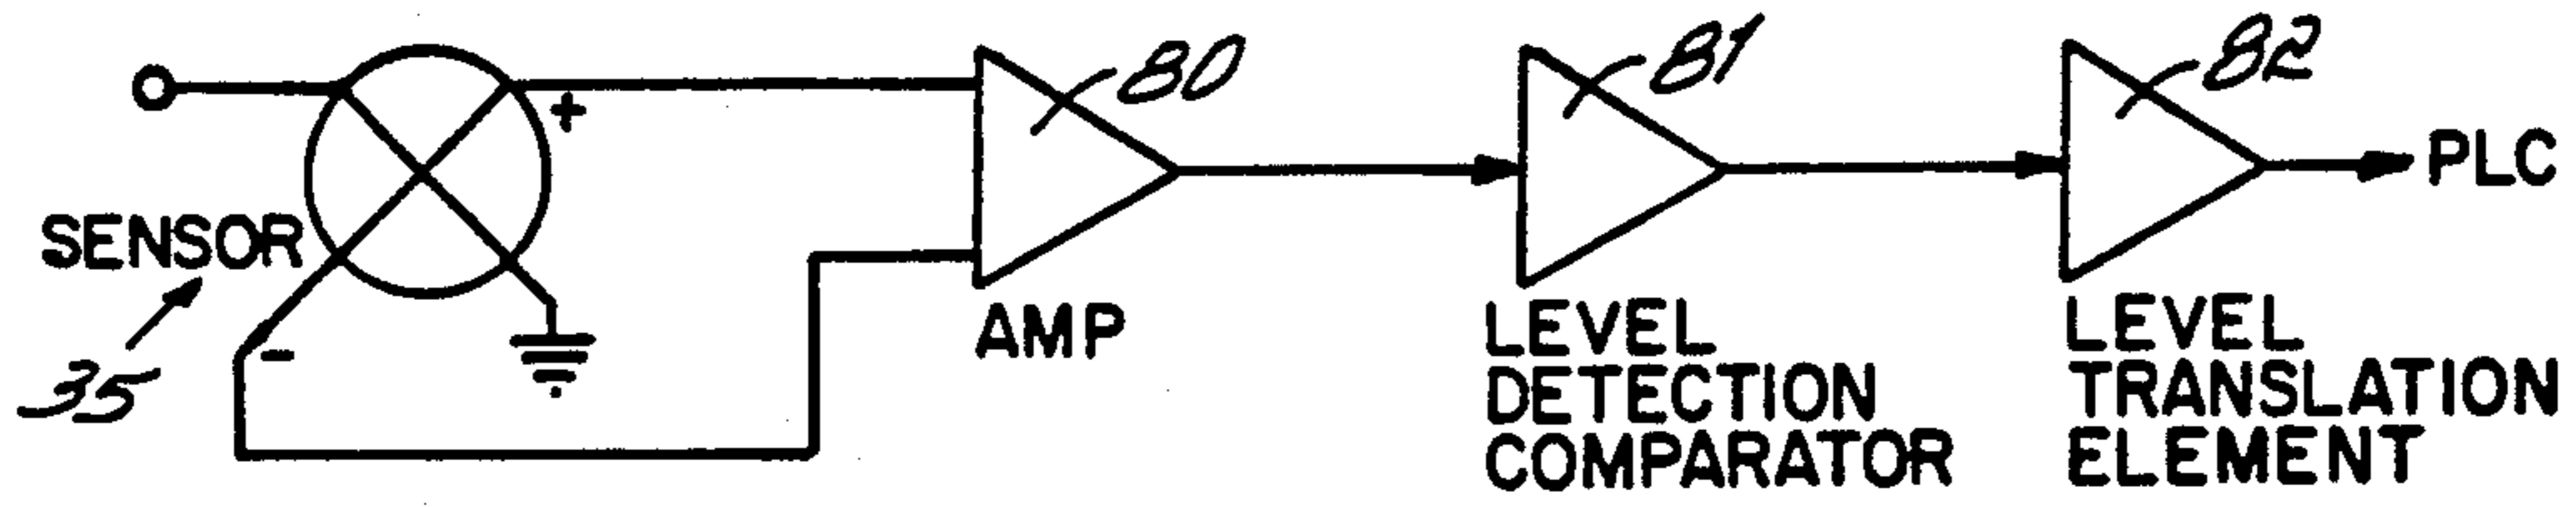 80
81
82
+
PLC
SENSOR
35
-
AMP
LEVEL
DETECTION
COMPARATOR
LEVEL
TRANSLATION
ELEMENT